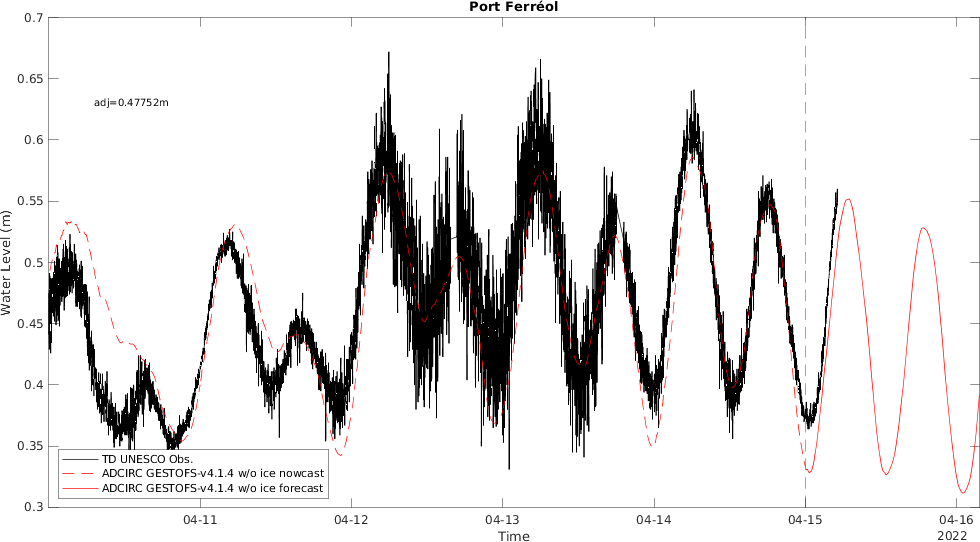 Port Ferréol
0.7
0.65
0.6
0.55
0.5
0.45
0.4
0.35
0.3
Water Level (m)
adj=0.47752m
TD UNESCO Obs.
ADCIRC GESTOFS-v4.1.4 w/o ice nowcast
ADCIRC GESTOFS-v4.1.4 w/o ice forecast
04-11 04-12 04-13 04-14 04-15 04-16
Time
2022